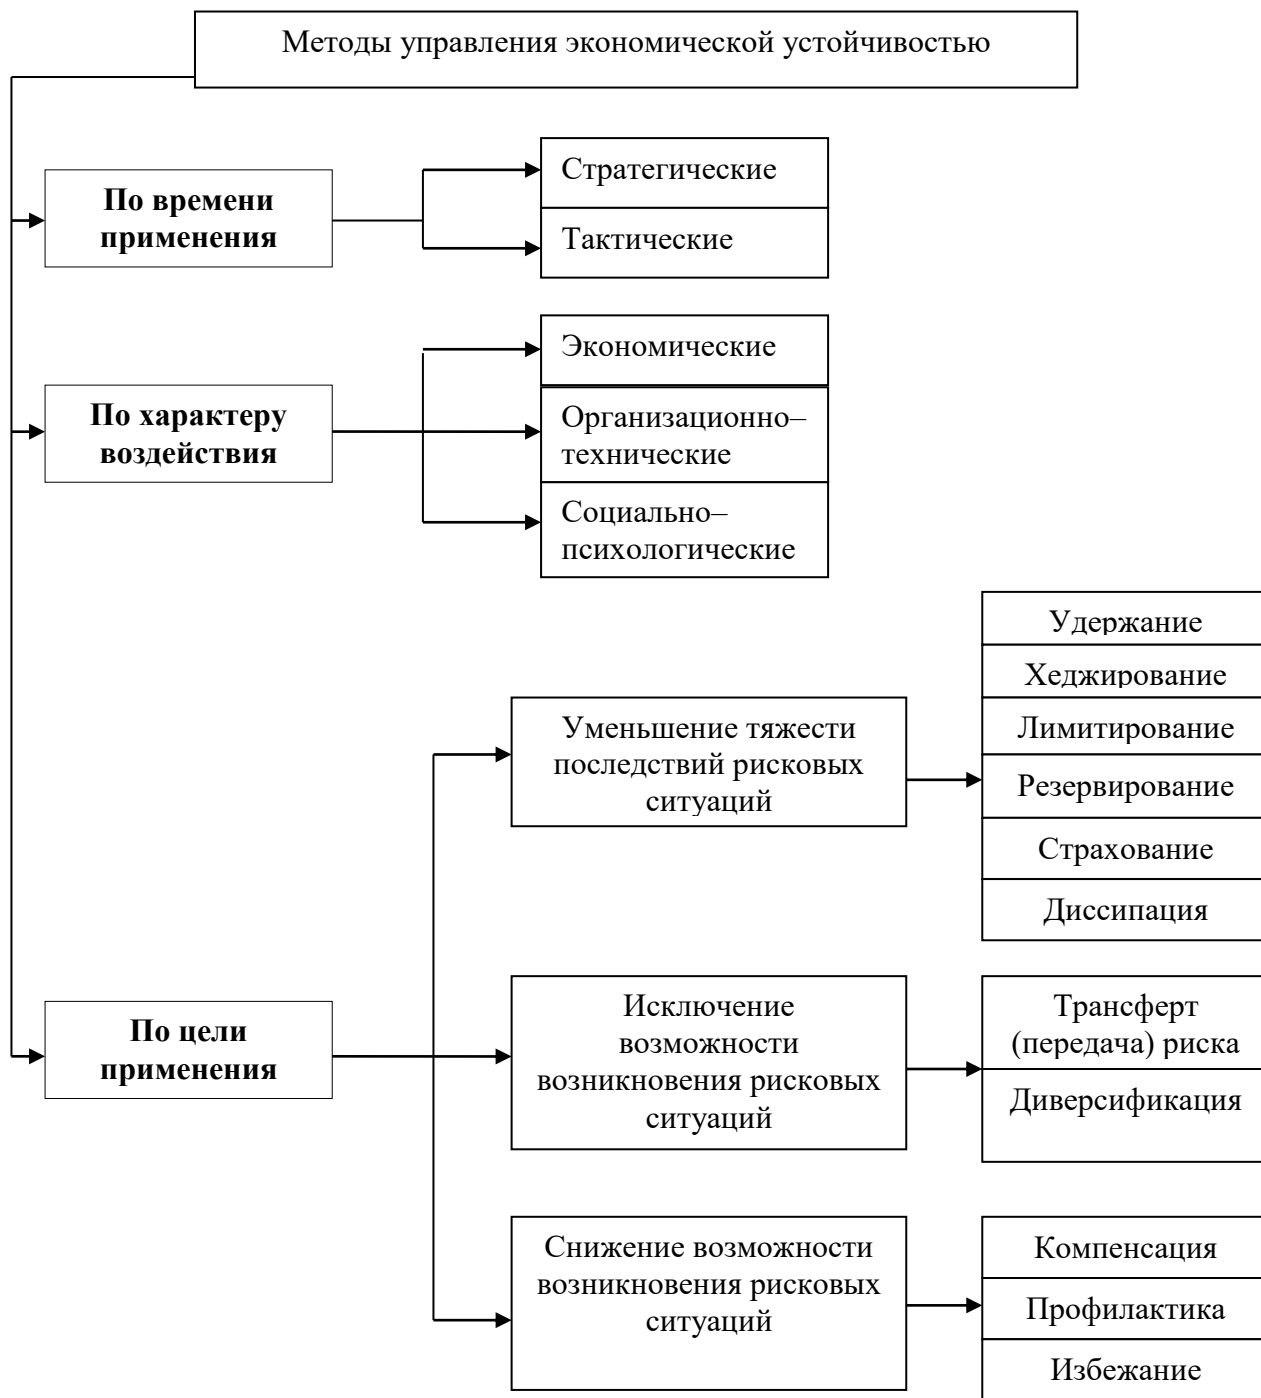 Методы управления экономической устойчивостью
По времени
применения
Стратегические
Тактические
По характеру
воздействия
Экономические
Организационно–
технические
Социально–
психологические
По цели
применения
Уменьшение тяжести
последствий рисковых
ситуаций
Удержание
Хеджирование
Лимитирование
Резервирование
Страхование
Диссипация
Исключение
возможности
возникновения рисковых
ситуаций
Трансферт
(передача) риска
Диверсификация
Снижение возможности
возникновения рисковых
ситуаций
Компенсация
Профилактика
Избежание